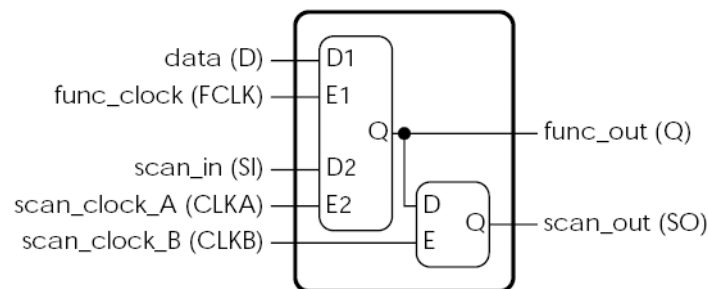 data (D)
D1
func_clock (FCLK)
E1
Q
func_out (Q)
scan_in (SI)
D2
scan_clock_A (CLKA)
E2
D
Q
scan_out (SO)
scan_clock_B (CLKB)
E